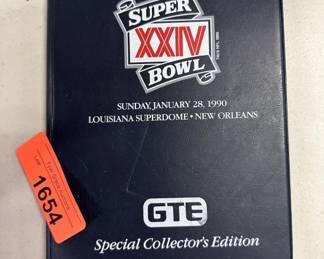 SUPER
XXIV
BOWL
SUNDAY, JANUARY 28, 1990
LOUISIANA SUPERDOME • NEW ORLEANS
GTE
Special Collector's Edition
1654